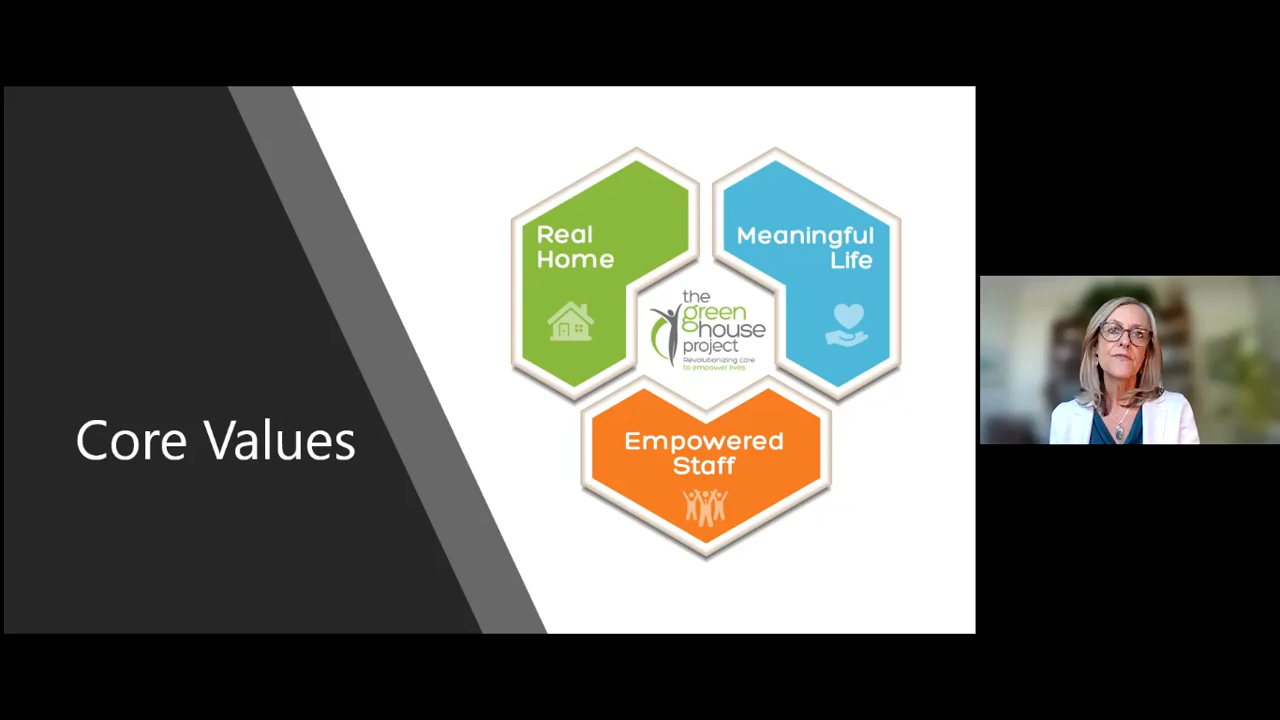 Core Values
Real
Home
Meaningful
Life
the
green
house
project
Revolutionizing care
to empower lives
Empowered
Staff